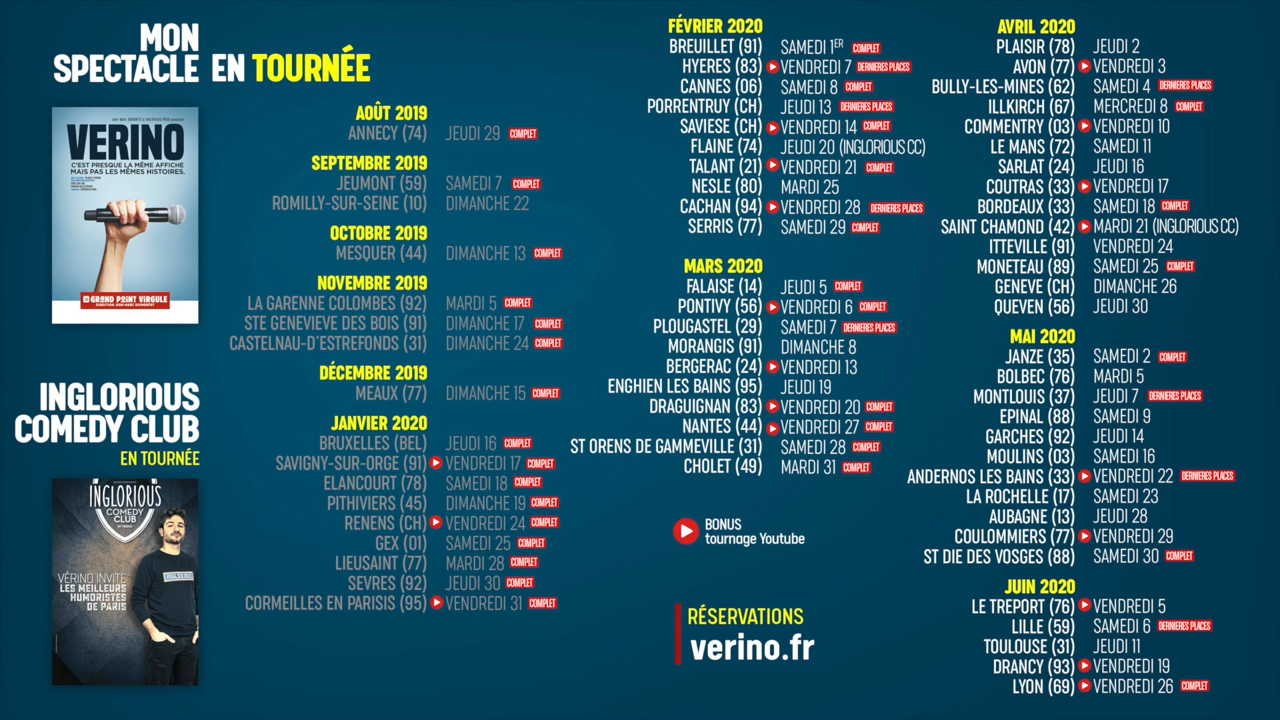 MON
SPECTACLE EN TOURNÉE
VERINO
C'EST PRESQUE LA MÊME AFFICHE
MAIS PAS LES MÊMES HISTOIRES.
LE GRAND POINT VIRGULE
DIRECTION JEAN-MARC DUMONTET
INGLORIOUS
COMEDY CLUB
EN TOURNÉE
INGLORIOUS
COMEDY CLUB
VÉRINO INVITE
LES MEILLEURS
HUMORISTES
DE PARIS
AOÛT 2019
ANNECY (74) JEUDI 29 COMPLET
SEPTEMBRE 2019
JEUMONT (59) SAMEDI 7 COMPLET
ROMILLY-SUR-SEINE (10) DIMANCHE 22
OCTOBRE 2019
MESQUER (44) DIMANCHE 13 COMPLET
NOVEMBRE 2019
LA GARENNE COLOMBES (92) MARDI 5 COMPLET
STE GENEVIEVE DES BOIS (91) DIMANCHE 17 COMPLET
CASTELNAU-D'ESTREFONDS (31) DIMANCHE 24 COMPLET
DÉCEMBRE 2019
MEAUX (77) DIMANCHE 15 COMPLET
JANVIER 2020
BRUXELLES (BEL) JEUDI 16 COMPLET
SAVIGNY-SUR-ORGE (91) VENDREDI 17 COMPLET
ELANCOURT (78) SAMEDI 18 COMPLET
PITHIVIERS (45) DIMANCHE 19 COMPLET
RENENS (CH) VENDREDI 24 COMPLET
GEX (01) SAMEDI 25 COMPLET
LIEUSAINT (77) MARDI 28 COMPLET
SEVRES (92) JEUDI 30 COMPLET
CORMEILLES EN PARISIS (95) VENDREDI 31 COMPLET
FÉVRIER 2020
BREUILLET (91) SAMEDI 1ER COMPLET
HYERES (83) VENDREDI 7 DERNIERES PLACES
CANNES (06) SAMEDI 8 COMPLET
PORRENTRUY (CH) JEUDI 13 DERNIERES PLACES
SAVIESE (CH) VENDREDI 14 COMPLET
FLAINE (74) JEUDI 20 (INGLORIOUS CC)
TALANT (21) VENDREDI 21 COMPLET
NESLE (80) MARDI 25
CACHAN (94) VENDREDI 28 DERNIERES PLACES
SERRIS (77) SAMEDI 29 COMPLET
MARS 2020
FALAISE (14) JEUDI 5 COMPLET
PONTIVY (56) VENDREDI 6 COMPLET
PLOUGASTEL (29) SAMEDI 7 DERNIERES PLACES
MORANGIS (91) DIMANCHE 8
BERGERAC (24) VENDREDI 13
ENGHIEN LES BAINS (95) JEUDI 19
DRAGUIGNAN (83) VENDREDI 20 COMPLET
NANTES (44) VENDREDI 27 COMPLET
ST ORENS DE GAMMEVILLE (31) SAMEDI 28 COMPLET
CHOLET (49) MARDI 31 COMPLET
BONUS
tournage Youtube
RÉSERVATIONS
verino.fr
AVRIL 2020
PLAISIR (78) JEUDI 2
AVON (77) VENDREDI 3
BULLY-LES-MINES (62) SAMEDI 4 DERNIERES PLACES
ILLKIRCH (67) MERCREDI 8 COMPLET
COMMENTRY (03) VENDREDI 10
LE MANS (72) SAMEDI 11
SARLAT (24) JEUDI 16
COUTRAS (33) VENDREDI 17
BORDEAUX (33) SAMEDI 18 COMPLET
SAINT CHAMOND (42) MARDI 21 (INGLORIOUS CC)
ITTEVILLE (91) VENDREDI 24
MONETEAU (89) SAMEDI 25 COMPLET
GENEVE (CH) DIMANCHE 26
QUEVEN (56) JEUDI 30
MAI 2020
JANZE (35) SAMEDI 2 COMPLET
BOLBEC (76) MARDI 5
MONTLOUIS (37) JEUDI 7 DERNIERES PLACES
EPINAL (88) SAMEDI 9
GARCHES (92) JEUDI 14
MOULINS (03) SAMEDI 16
ANDERNOS LES BAINS (33) VENDREDI 22 DERNIERES PLACES
LA ROCHELLE (17) SAMEDI 23
AUBAGNE (13) JEUDI 28
COULOMMIERS (77) VENDREDI 29
ST DIE DES VOSGES (88) SAMEDI 30 COMPLET
JUIN 2020
LE TREPORT (76) VENDREDI 5
LILLE (59) SAMEDI 6 DERNIERES PLACES
TOULOUSE (31) JEUDI 11
DRANCY (93) VENDREDI 19
LYON (69) VENDREDI 26 COMPLET